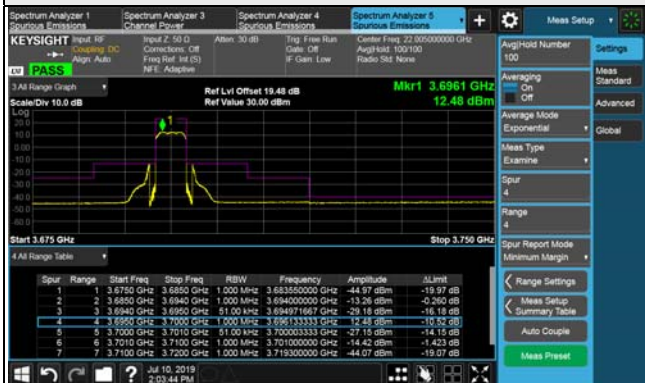 Spectrum Analyzer 1
Spurious Emissions
Spectrum Analyzer 3
Channel Power
Spectrum Analyzer 4
Spurious Emissions
Spectrum Analyzer 5
Spurious Emissions
+
Meas Setup
KEYSIGHT
Input: RF
Coupling: DC
Align: Auto
Input Z: 50 Ω
Corrections: Off
Freq Ref: Int (S)
NFE: Adaptive
Atten: 30 dB
Trig: Free Run
Gate: Off
IF Gain: Low
Center Freq: 22.005000000 GHz
Avg|Hold: 100/100
Radio Std: None
PASS
3 All Range Graph
Scale/Div 10.0 dB
Ref Lvl Offset 19.48 dB
Ref Value 30.00 dBm
Mkr1 3.6961 GHz
12.48 dBm
Log
20.0
10.0
0.00
-10.0
-20.0
-30.0
-40.0
-50.0
-60.0
1
Start 3.675 GHz
Stop 3.750 GHz
4 All Range Table
Spur Range Start Freq Stop Freq RBW Frequency Amplitude ΔLimit
1 1 3.6750 GHz 3.6850 GHz 1.000 MHz 3.683550000 GHz -44.97 dBm -19.97 dB
2 2 3.6850 GHz 3.6940 GHz 1.000 MHz 3.694000000 GHz -13.26 dBm -0.260 dB
3 3 3.6940 GHz 3.6950 GHz 51.00 kHz 3.694971667 GHz -29.18 dBm -16.18 dB
4 4 3.6950 GHz 3.7000 GHz 1.000 MHz 3.696133333 GHz 12.48 dBm -10.52 dB
5 5 3.7000 GHz 3.7010 GHz 51.00 kHz 3.700003333 GHz -27.15 dBm -14.15 dB
6 6 3.7010 GHz 3.7100 GHz 1.000 MHz 3.701000000 GHz -14.42 dBm -1.423 dB
7 7 3.7100 GHz 3.7200 GHz 1.000 MHz 3.719300000 GHz -44.07 dBm -19.07 dB
Avg|Hold Number
100
Averaging
On
Off
Average Mode
Exponential
Meas Type
Examine
Spur
4
Range
4
Spur Report Mode
Minimum Margin
Range Settings
Meas Setup
Summary Table
Auto Couple
Meas Preset
Settings
Meas
Standard
Advanced
Global
?
Jul 10, 2019
2:03:44 PM